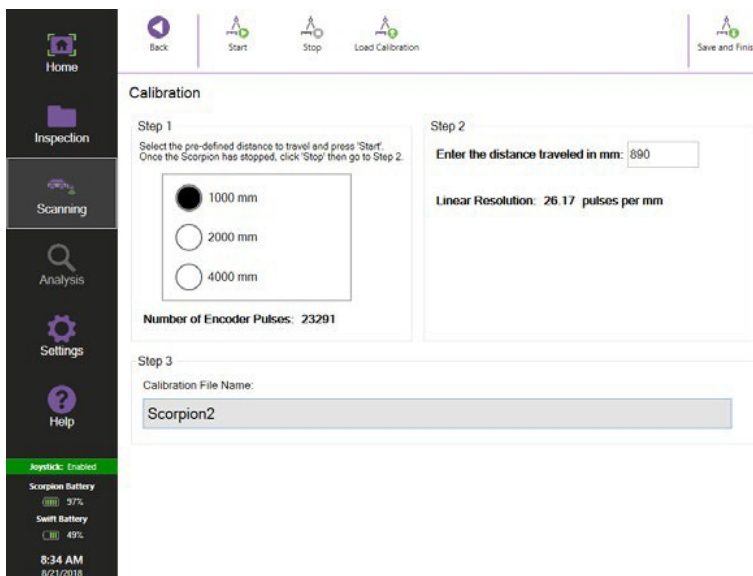 Home
Inspection
Scanning
Analysis
Settings
Help
Joystick: Enabled
Scorpion Battery
97%
Swift Battery
49%
8:34 AM
8/21/2018
Back
Start
Stop
Load Calibration
Save and Finis
Calibration
Step 1
Select the pre-defined distance to travel and press 'Start'.
Once the Scorpion has stopped, click 'Stop' then go to Step 2.
1000 mm
2000 mm
4000 mm
Number of Encoder Pulses: 23291
Step 2
Enter the distance traveled in mm: 890
Linear Resolution: 26.17 pulses per mm
Step 3
Calibration File Name:
Scorpion2